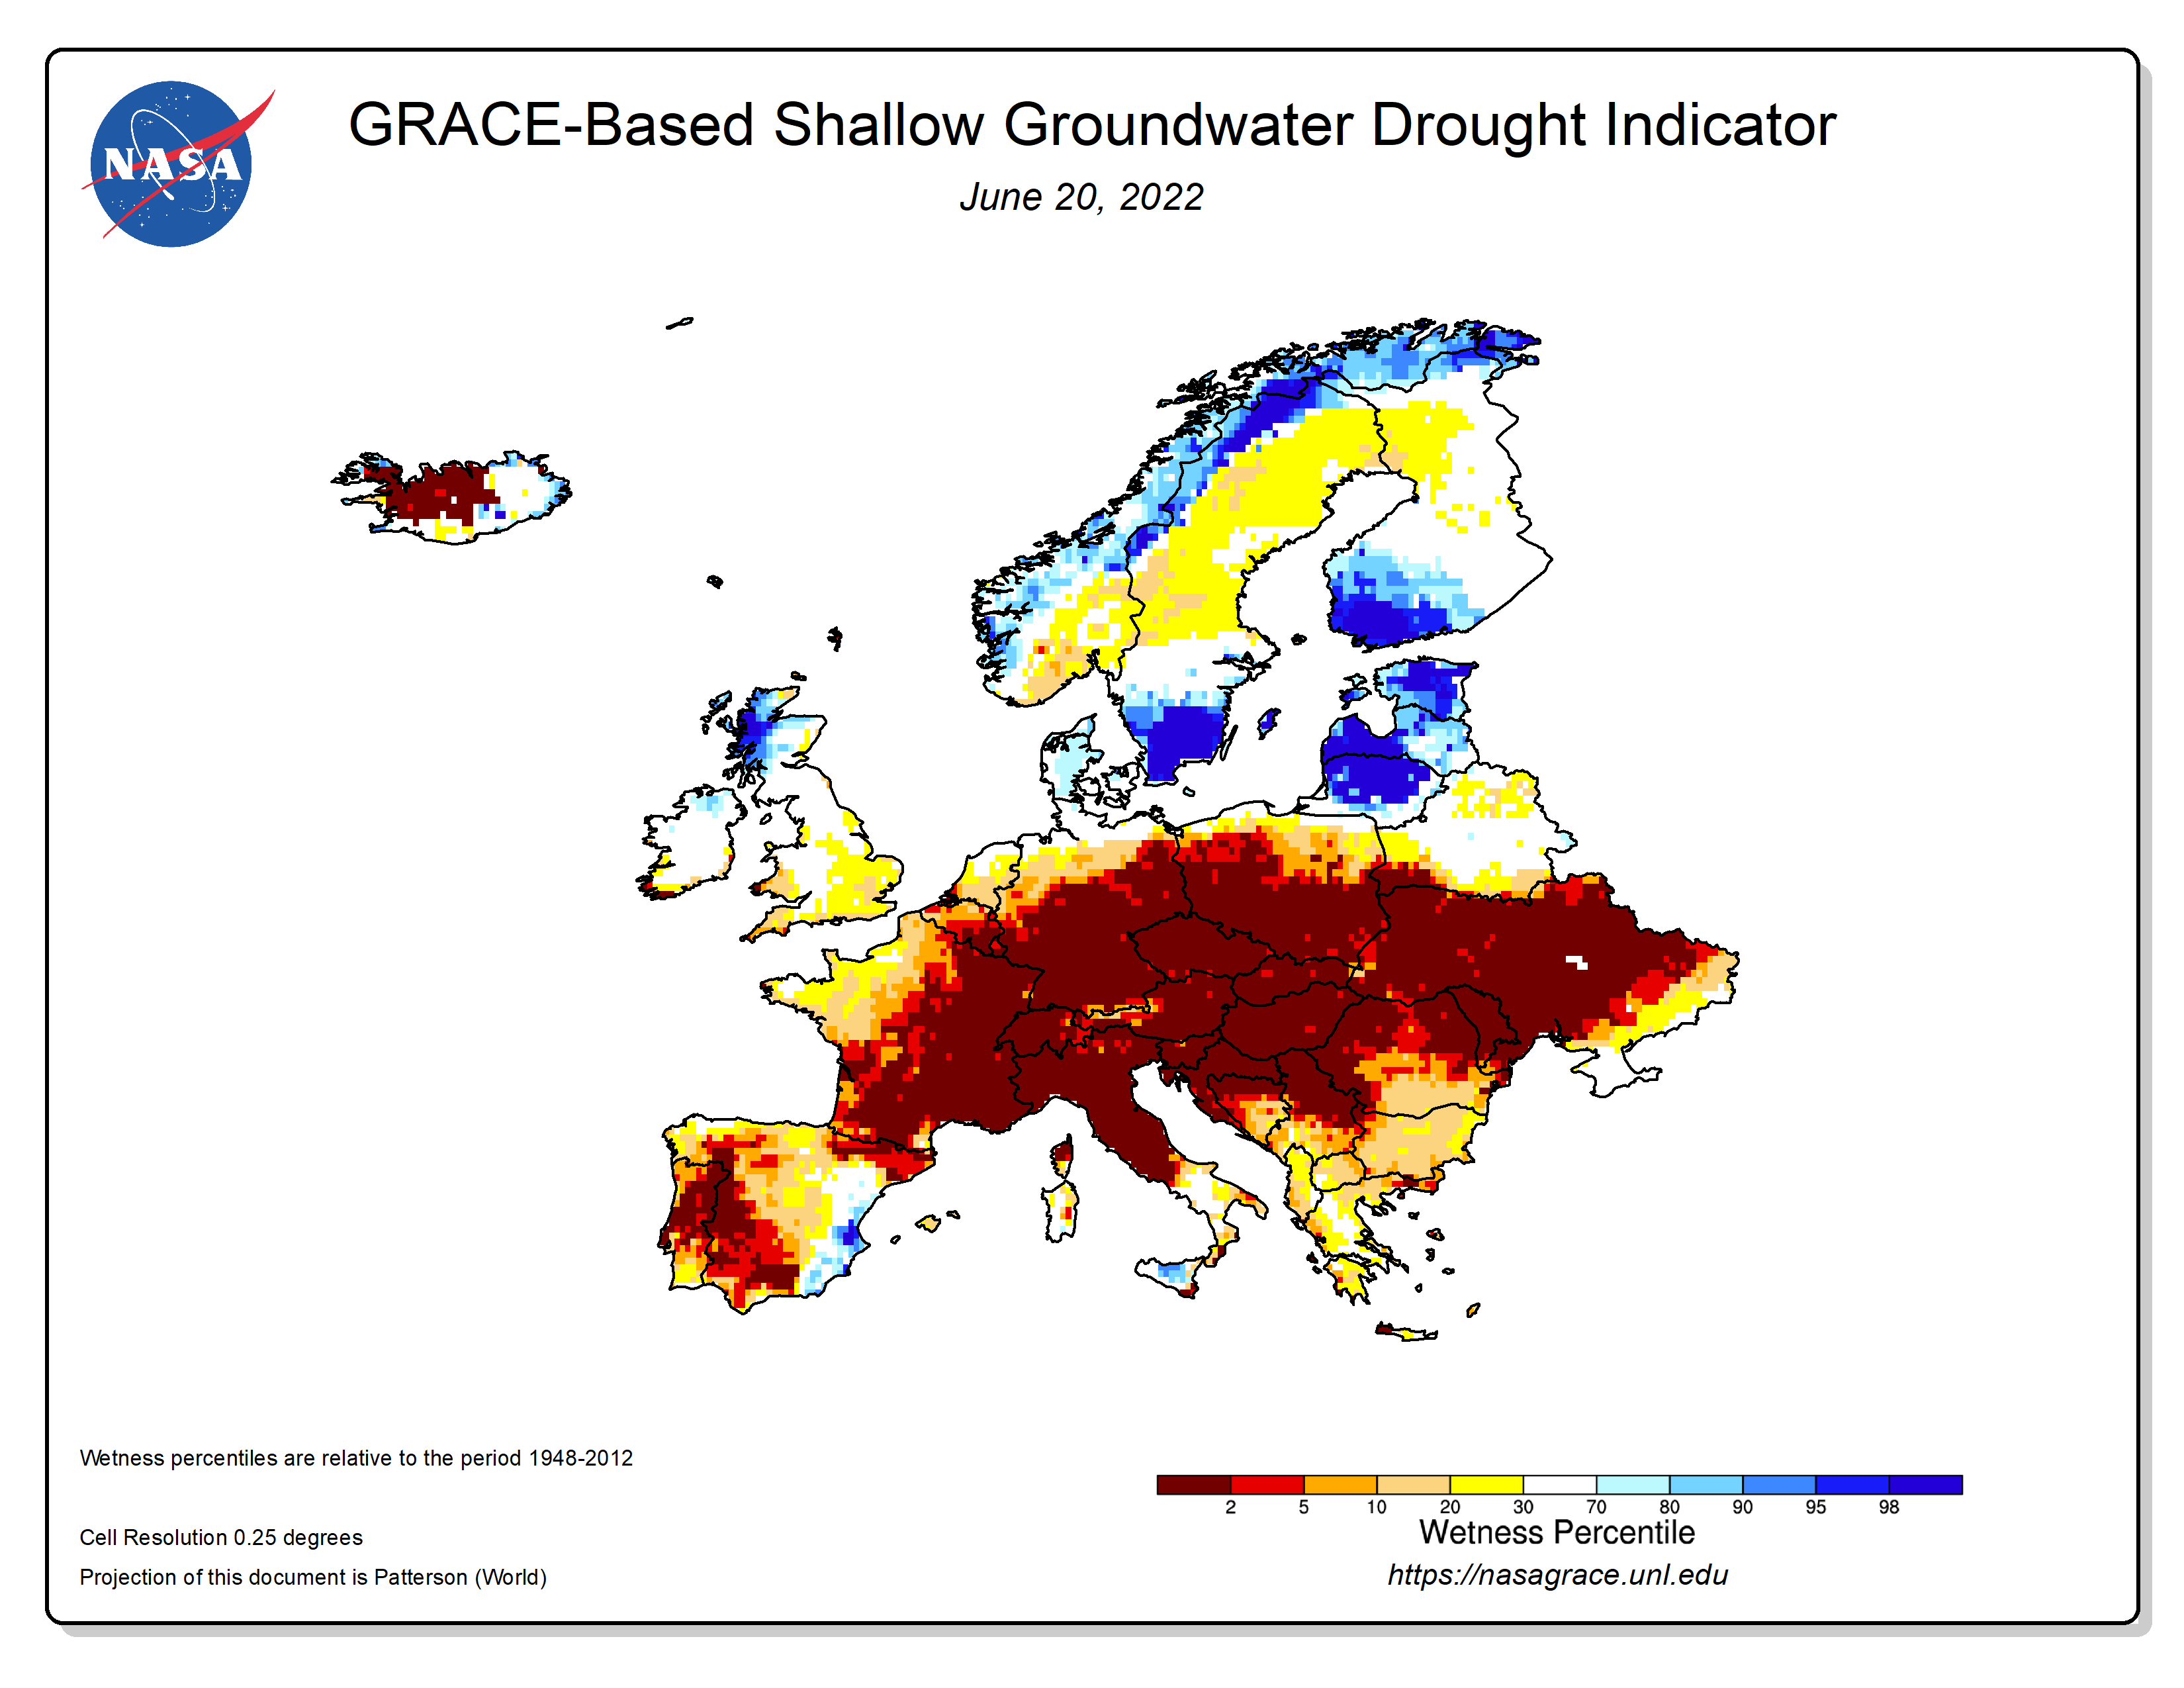 NASA
GRACE-Based Shallow Groundwater Drought Indicator
June 20, 2022
Wetness percentiles are relative to the period 1948-2012
Cell Resolution 0.25 degrees
Projection of this document is Patterson (World)
2 5 10 20 30 70 80 90 95 98
Wetness Percentile
https://nasagrace.unl.edu